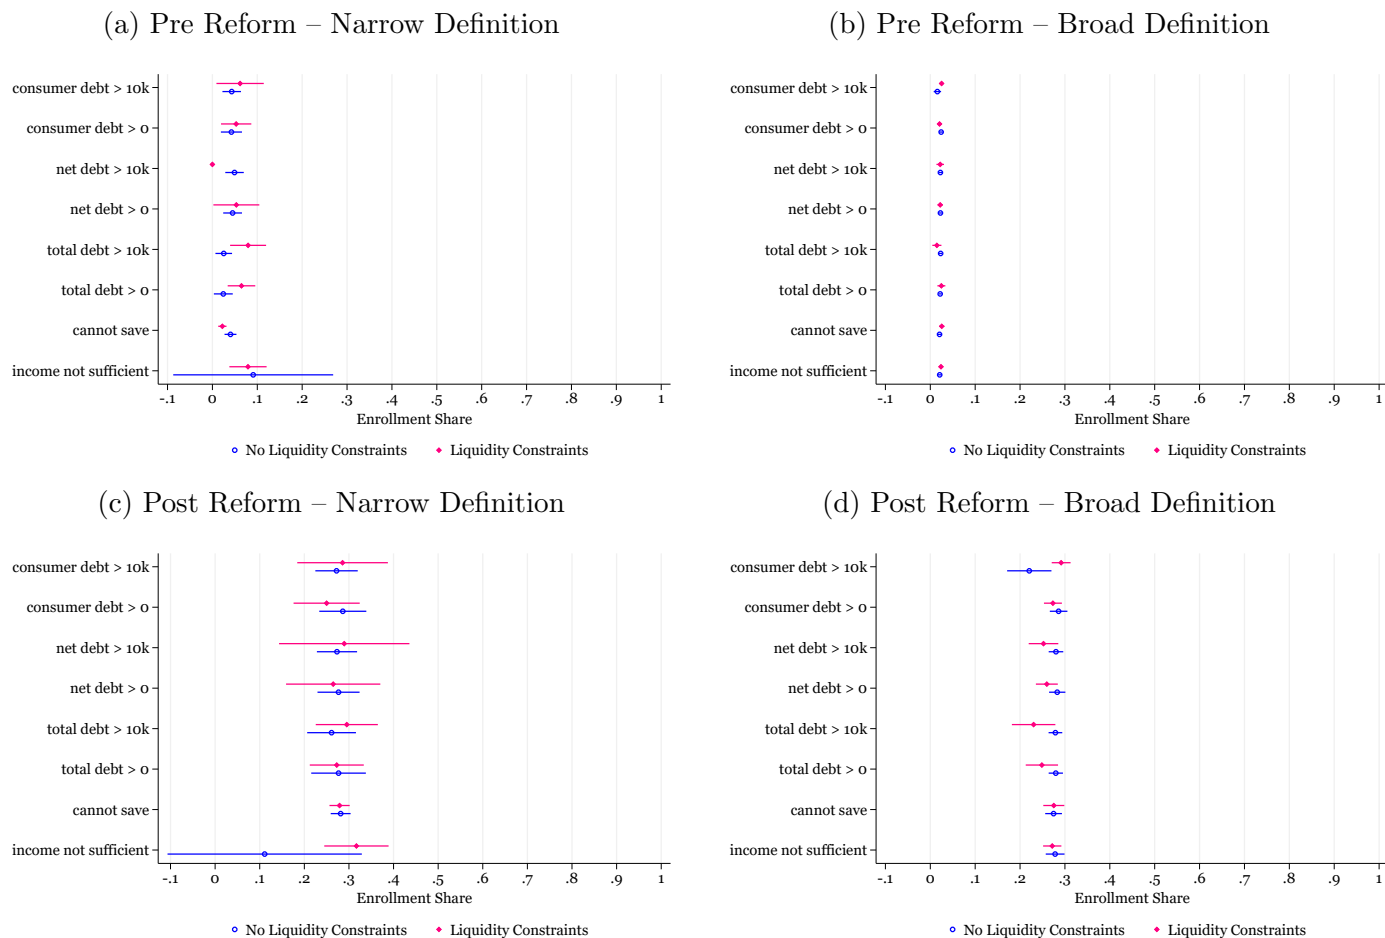 (a) Pre Reform – Narrow Definition
consumer debt > 10k
consumer debt > 0
net debt > 10k
net debt > 0
total debt > 10k
total debt > 0
cannot save
income not sufficient
-.1 0 .1 .2 .3 .4 .5 .6 .7 .8 .9 1
Enrollment Share
No Liquidity Constraints Liquidity Constraints
(b) Pre Reform – Broad Definition
consumer debt > 10k
consumer debt > 0
net debt > 10k
net debt > 0
total debt > 10k
total debt > 0
cannot save
income not sufficient
-.1 0 .1 .2 .3 .4 .5 .6 .7 .8 .9 1
Enrollment Share
No Liquidity Constraints Liquidity Constraints
(c) Post Reform – Narrow Definition
consumer debt > 10k
consumer debt > 0
net debt > 10k
net debt > 0
total debt > 10k
total debt > 0
cannot save
income not sufficient
-.1 0 .1 .2 .3 .4 .5 .6 .7 .8 .9 1
Enrollment Share
No Liquidity Constraints Liquidity Constraints
(d) Post Reform – Broad Definition
consumer debt > 10k
consumer debt > 0
net debt > 10k
net debt > 0
total debt > 10k
total debt > 0
cannot save
income not sufficient
-.1 0 .1 .2 .3 .4 .5 .6 .7 .8 .9 1
Enrollment Share
No Liquidity Constraints Liquidity Constraints